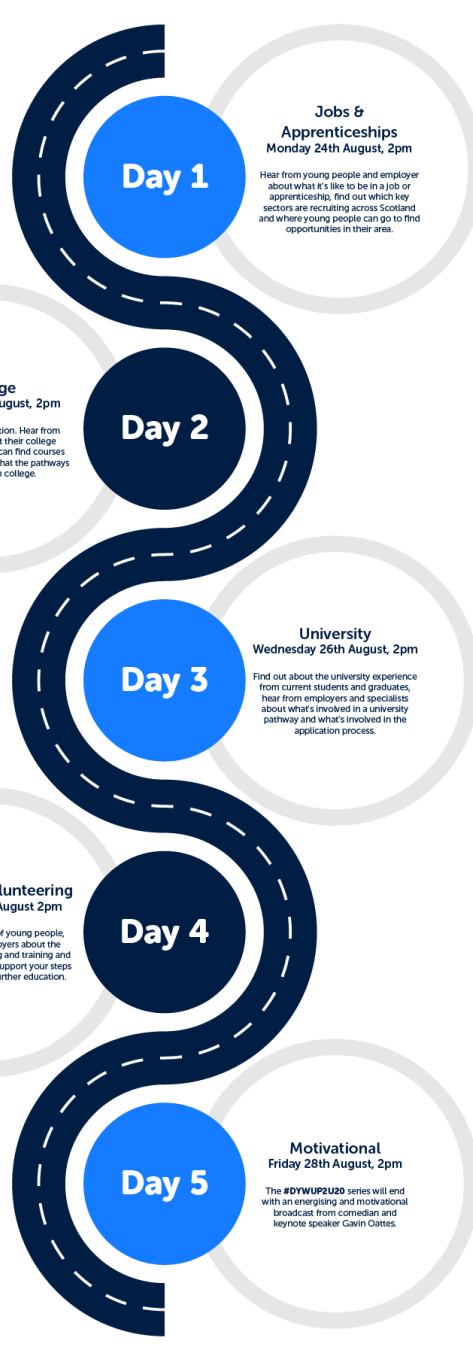 Day 1
Jobs &
Apprenticeships
Monday 24th August, 2pm
Hear from young people and employer
about what it's like to be in a job or
apprenticeship, find out which key
sectors are recruiting across Scotland
and where young people can go to find
opportunities in their area.
ge
ugust, 2pm
tion. Hear from
t their college
can find courses
hat the pathways
college.
Day 2
Day 3
University
Wednesday 26th August, 2pm
Find out about the university experience
from current students and graduates,
hear from employers and specialists
about what's involved in a university
pathway and what's involved in the
application process.
lunteering
August 2pm
f young people,
oyers about the
g and training and
upport your steps
rther education.
Day 4
Day 5
Motivational
Friday 28th August, 2pm
The #DYWUP2U20 series will end
with an energising and motivational
broadcast from comedian and
keynote speaker Gavin Oattes.